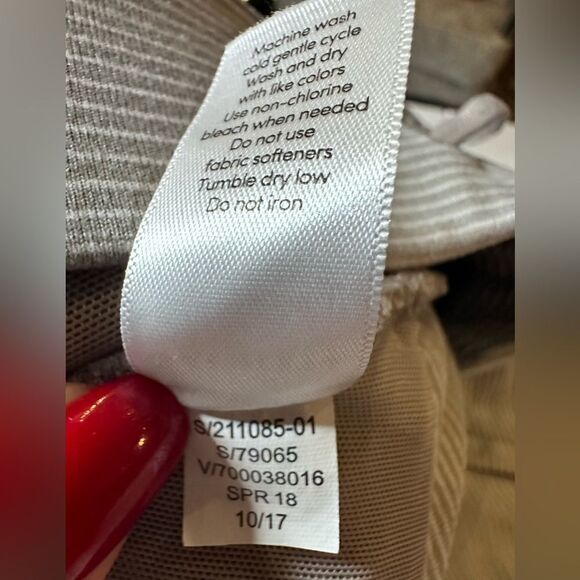 Machine wash
cold gentle cycle
Wash and dry
with like colors
Use non-chlorine
bleach when needed
Do not use
fabric softeners
Tumble dry low
Do not iron
S/211085-01
S/79065
V/700038016
SPR 18
10/17